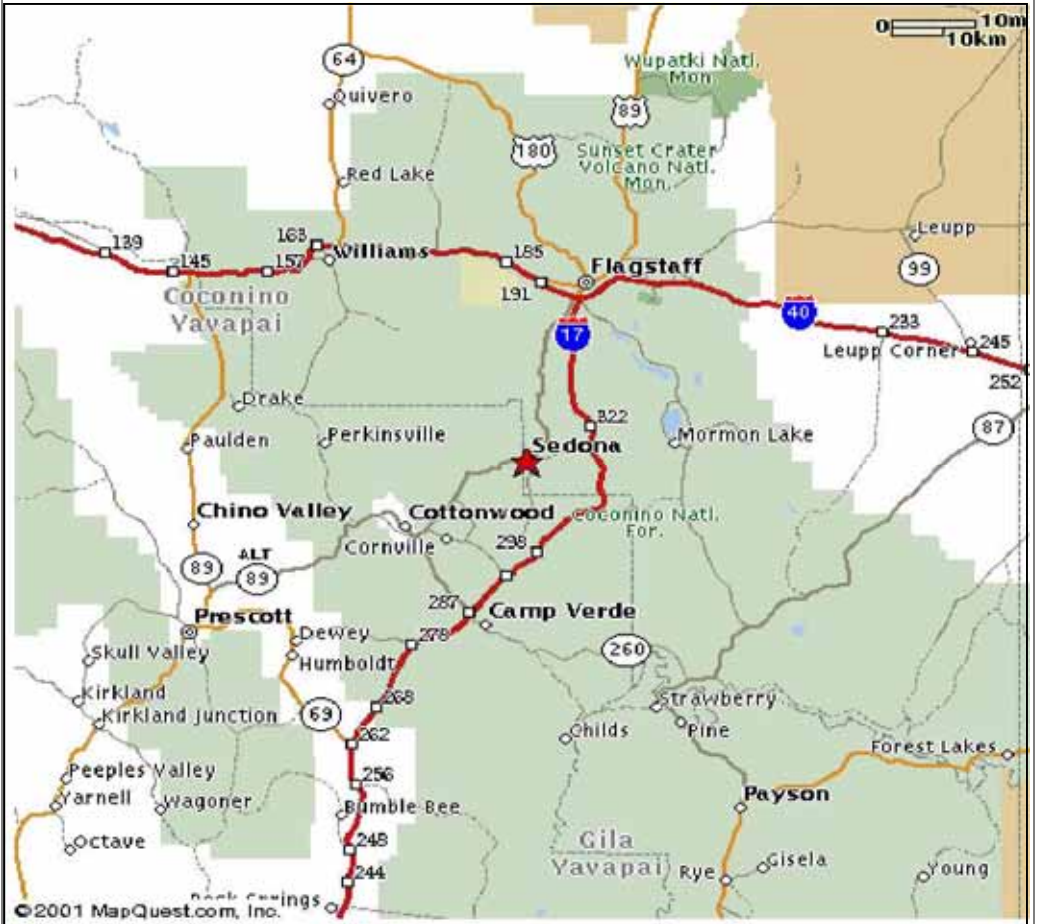 0 10m
10km
64
Wupatki Natl.
Mon.
Quivero
89
180
Sunset Crater
Volcano Natl.
Mon.
Red Lake
Leupp
139
163
Williams
185
99
145
157
Flagstaff
191
Coconino
Yavapai
17
40
233
245
Leupp Corner
252
Drake
322
87
Paulden
Perkinsville
Sedona
Mormon Lake
Chino Valley
Cottonwood
Coconino Natl.
For.
Cornville
298
ALT
89
89
287
Camp Verde
Prescott
Dewey
278
260
Skull Valley
Humboldt
Kirkland
268
Strawberry
Kirkland Junction
69
Childs
Pine
262
Forest Lakes
Peeples Valley
256
Yarnell
Wagoner
Bumble Bee
Payson
Octave
248
Gila
Yavapai
Gisela
244
Rye
Young
Rock Springs
©2001 MapQuest.com, Inc.